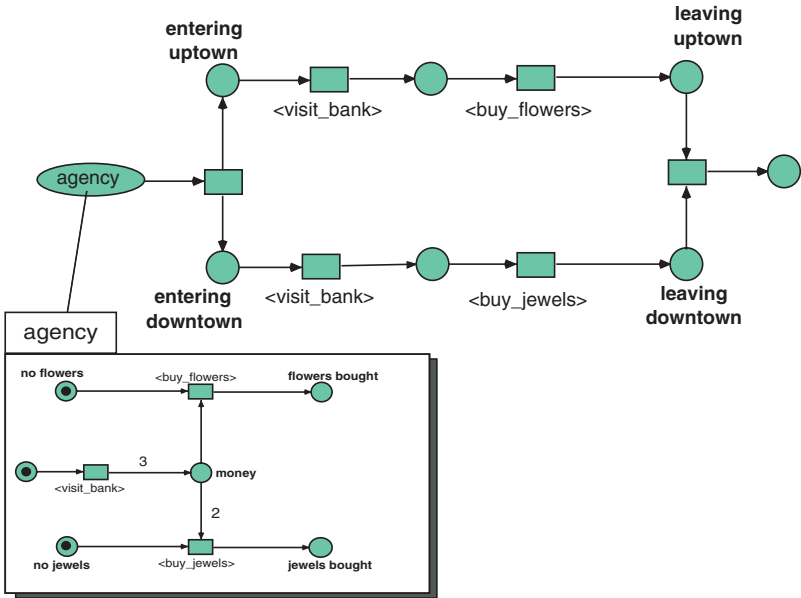 entering
uptown
leaving
uptown
<visit_bank>
<buy_flowers>
agency
entering
downtown
<visit_bank>
<buy_jewels>
leaving
downtown
agency
no flowers
<buy_flowers>
flowers bought
3
money
<visit_bank>
2
no jewels
<buy_jewels>
jewels bought